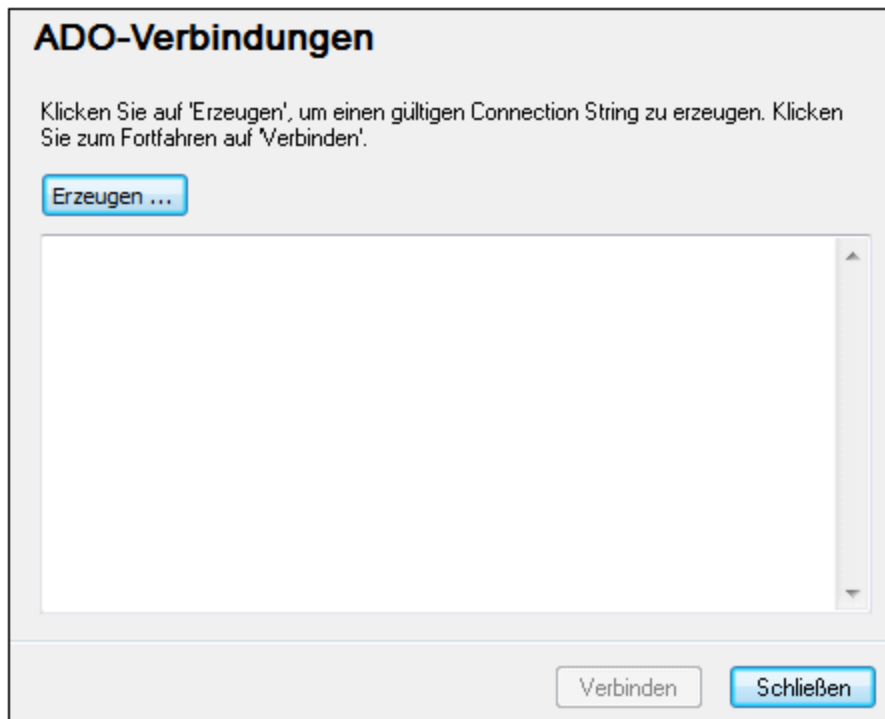 ADO-Verbindungen
Klicken Sie auf 'Erzeugen', um einen gültigen Connection String zu erzeugen. Klicken
Sie zum Fortfahren auf 'Verbinden'.
Erzeugen ...
Verbinden
Schließen